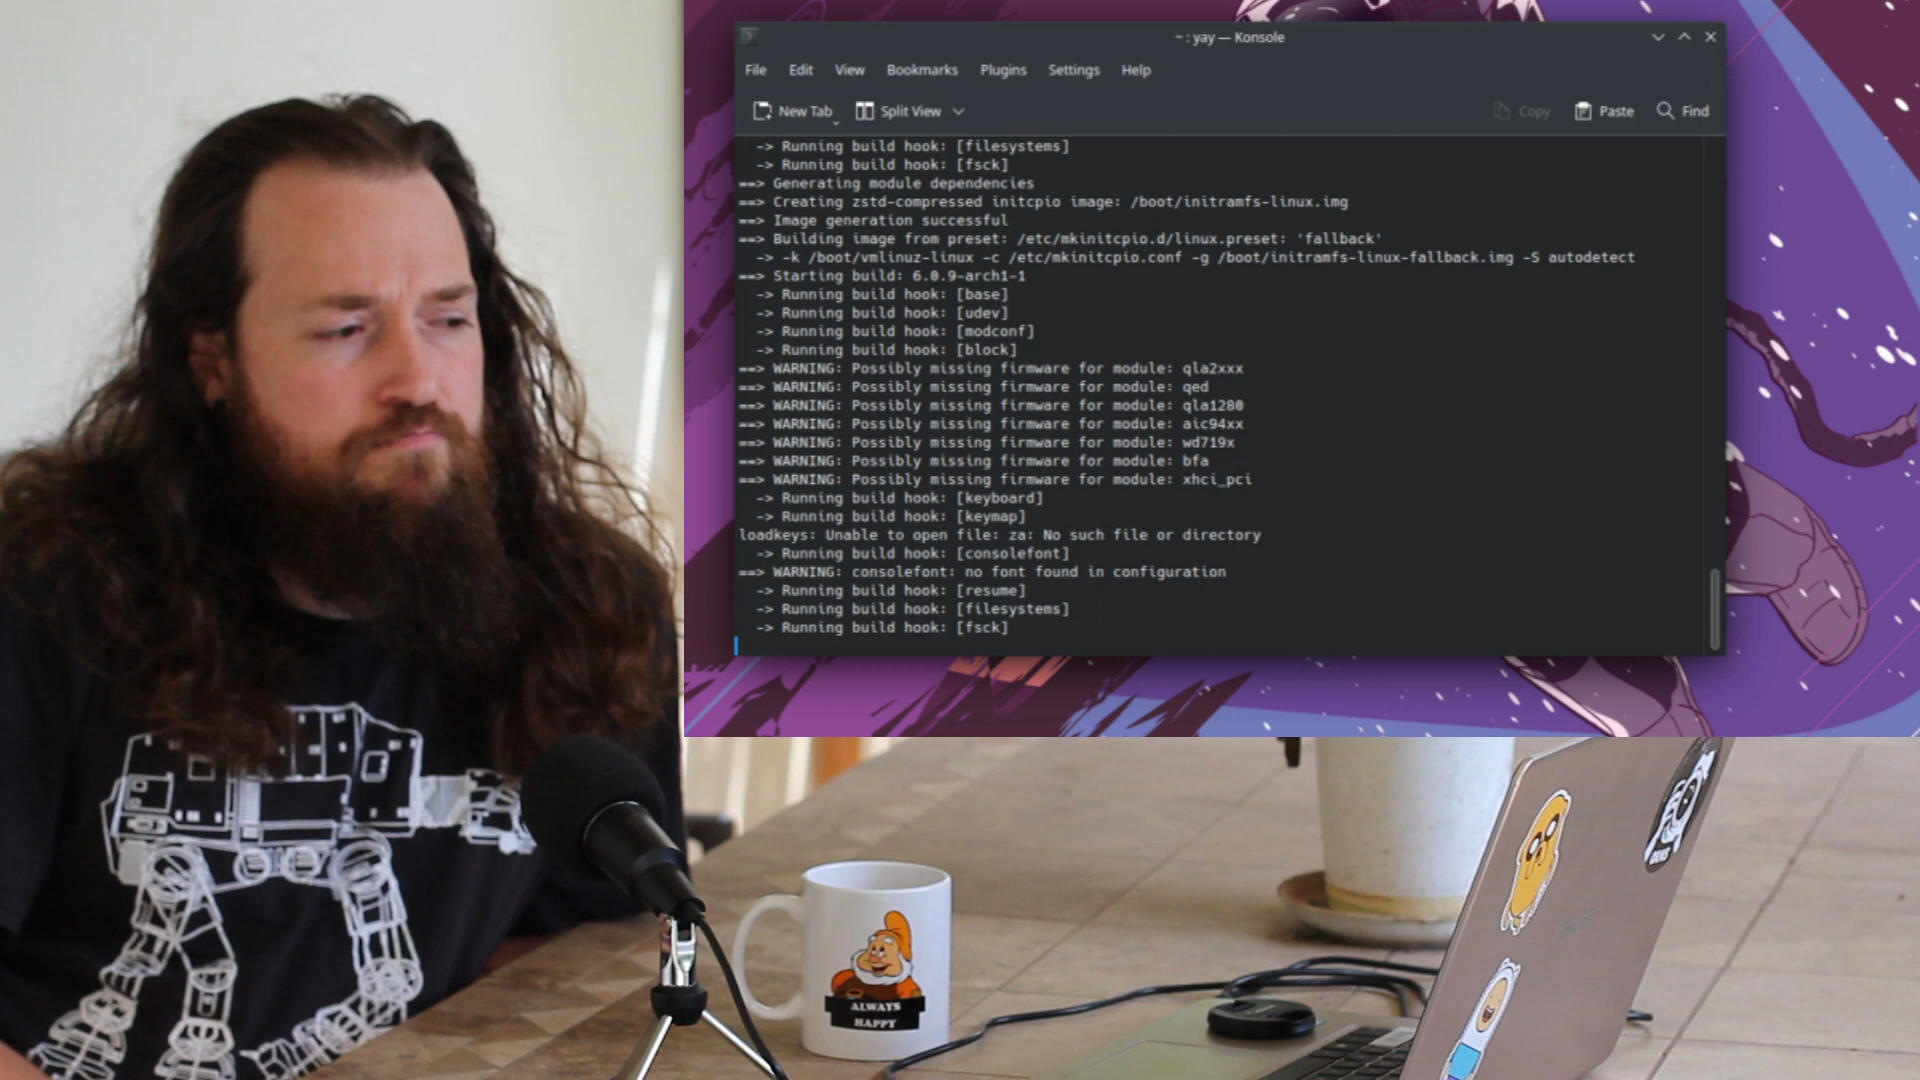 ~ : yay — Konsole
File Edit View Bookmarks Plugins Settings Help
New Tab Split View Copy Paste Find
-> Running build hook: [filesystems]
-> Running build hook: [fsck]
==> Generating module dependencies
==> Creating zstd-compressed initcpio image: /boot/initramfs-linux.img
==> Image generation successful
==> Building image from preset: /etc/mkinitcpio.d/linux.preset: 'fallback'
-> -k /boot/vmlinuz-linux -c /etc/mkinitcpio.conf -g /boot/initramfs-linux-fallback.img -S autodetect
==> Starting build: 6.0.9-arch1-1
-> Running build hook: [base]
-> Running build hook: [udev]
-> Running build hook: [modconf]
-> Running build hook: [block]
==> WARNING: Possibly missing firmware for module: qla2xxx
==> WARNING: Possibly missing firmware for module: qed
==> WARNING: Possibly missing firmware for module: qla1280
==> WARNING: Possibly missing firmware for module: aic94xx
==> WARNING: Possibly missing firmware for module: wd719x
==> WARNING: Possibly missing firmware for module: bfa
==> WARNING: Possibly missing firmware for module: xhci_pci
-> Running build hook: [keyboard]
-> Running build hook: [keymap]
loadkeys: Unable to open file: za: No such file or directory
-> Running build hook: [consolefont]
==> WARNING: consolefont: no font found in configuration
-> Running build hook: [resume]
-> Running build hook: [filesystems]
-> Running build hook: [fsck]
ALWAYS
HAPPY